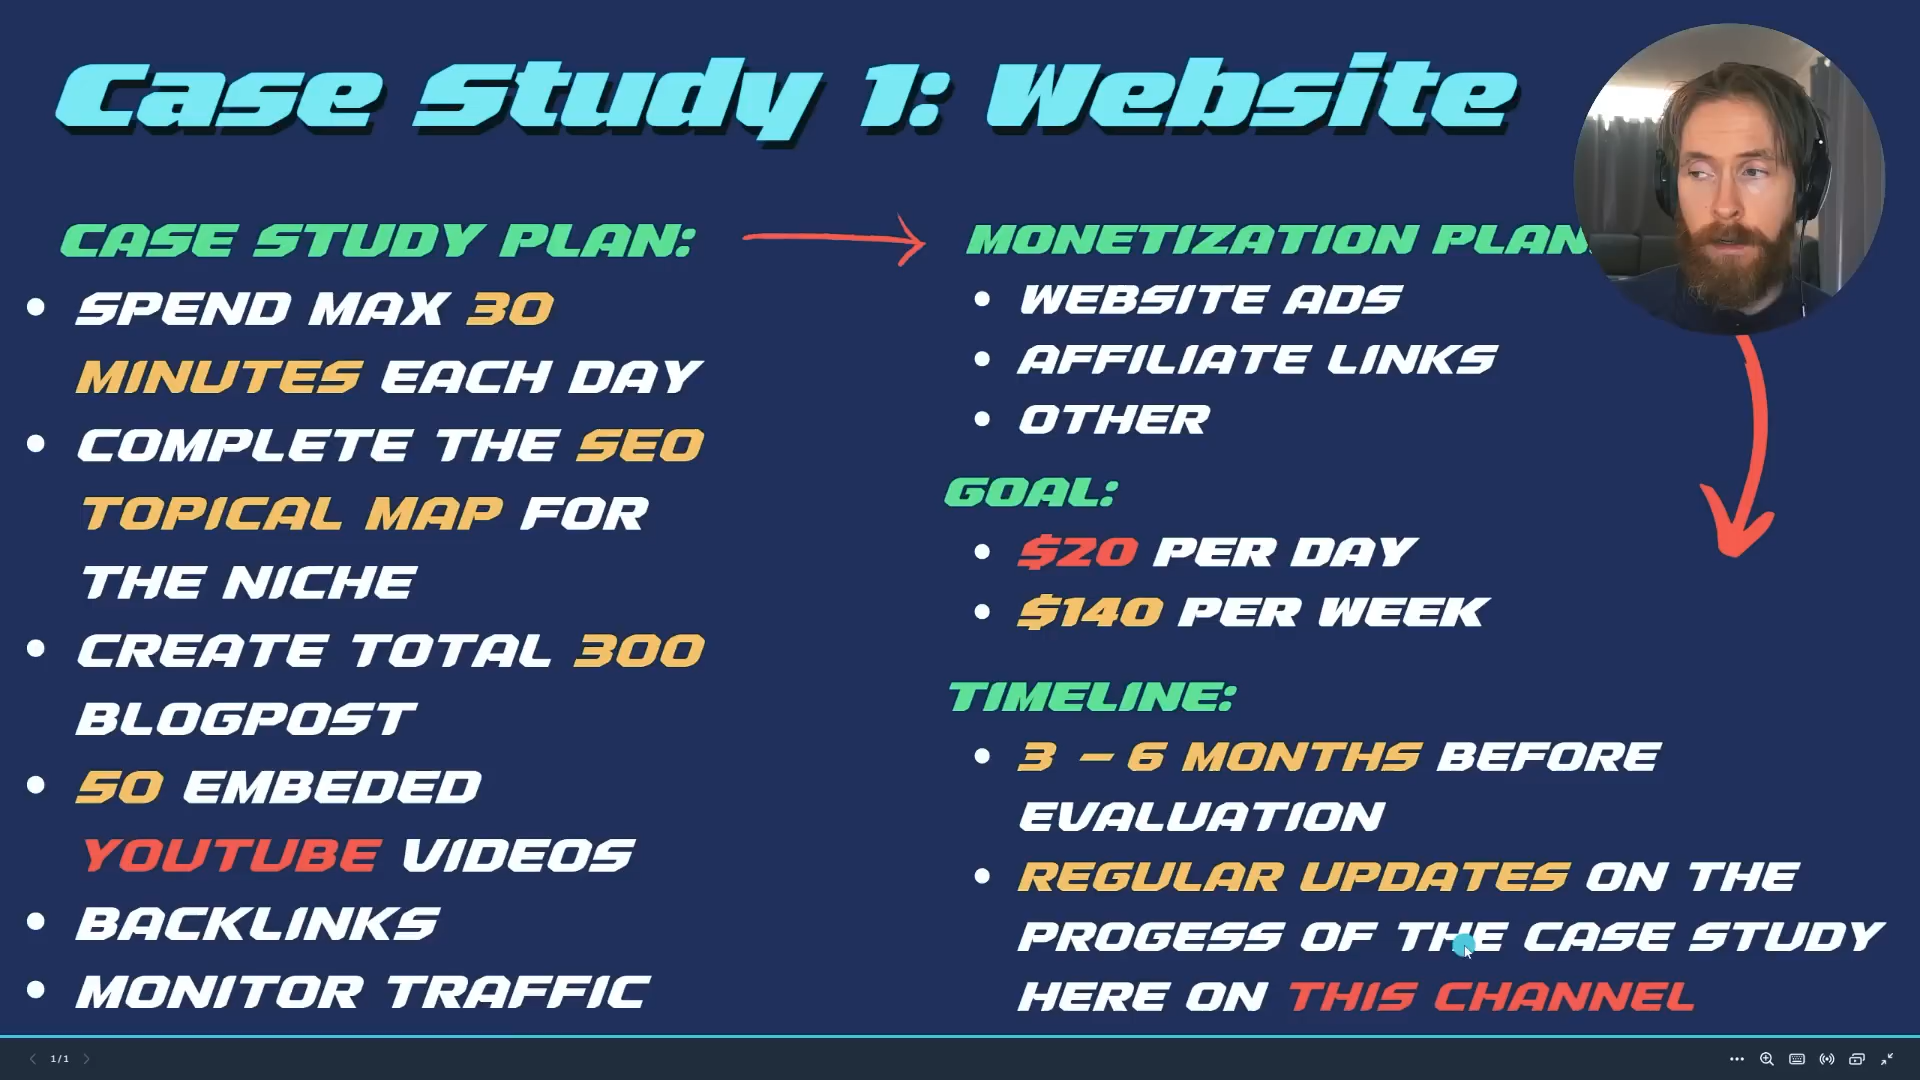 Case Study 1: Website
CASE STUDY PLAN:
• SPEND MAX 30
MINUTES EACH DAY
• COMPLETE THE SEO
TOPICAL MAP FOR
THE NICHE
• CREATE TOTAL 300
BLOGPOST
• 50 EMBEDED
YOUTUBE VIDEOS
• BACKLINKS
• MONITOR TRAFFIC
MONETIZATION PLAN:
• WEBSITE ADS
• AFFILIATE LINKS
• OTHER
GOAL:
• $20 PER DAY
• $140 PER WEEK
TIMELINE:
• 3 – 6 MONTHS BEFORE
EVALUATION
• REGULAR UPDATES ON THE
PROGESS OF THE CASE STUDY
HERE ON THIS CHANNEL
1/1